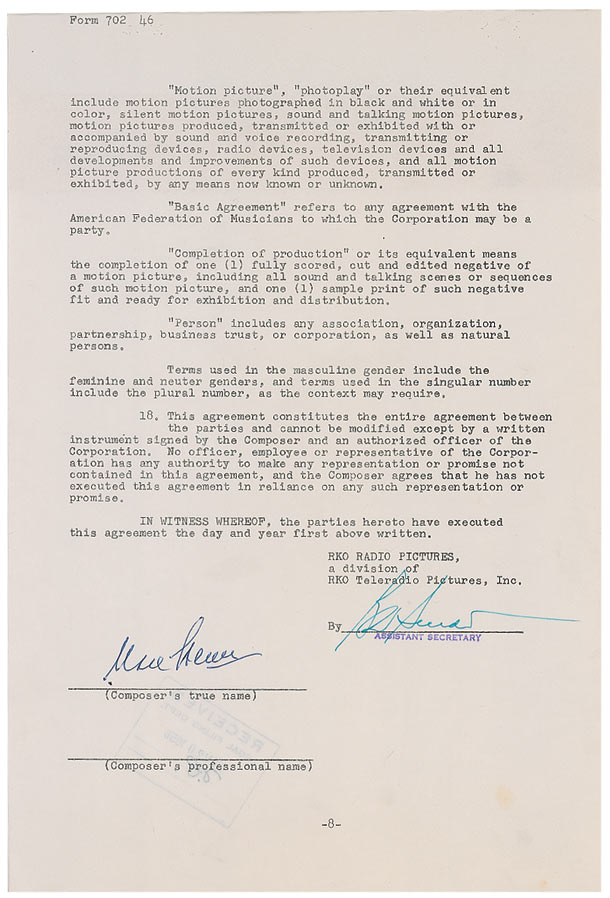 Form 702 46
"Motion picture", "photoplay" or their equivalent
include motion pictures photographed in black and white or in
color, silent motion pictures, sound and talking motion pictures,
motion pictures produced, transmitted or exhibited with or
accompanied by sound and voice recording, transmitting or
reproducing devices, radio devices, television devices and all
developments and improvements of such devices, and all motion
picture productions of every kind produced, transmitted or
exhibited, by any means now known or unknown.
"Basic Agreement" refers to any agreement with the
American Federation of Musicians to which the Corporation may be a
party.
"Completion of production" or its equivalent means
the completion of one (1) fully scored, cut and edited negative of
a motion picture, including all sound and talking scenes or sequences
of such motion picture, and one (1) sample print of such negative
fit and ready for exhibition and distribution.
"Person" includes any association, organization,
partnership, business trust, or corporation, as well as natural
persons.
Terms used in the masculine gender include the
feminine and neuter genders, and terms used in the singular number
include the plural number, as the context may require.
18. This agreement constitutes the entire agreement between
the parties and cannot be modified except by a written
instrument signed by the Composer and an authorized officer of the
Corporation. No officer, employee or representative of the Corpor-
ation has any authority to make any representation or promise not
contained in this agreement, and the Composer agrees that he has not
executed this agreement in reliance on any such representation or
promise.
IN WITNESS WHEREOF, the parties hereto have executed
this agreement the day and year first above written.
RKO RADIO PICTURES,
a division of
RKO Teleradio Pictures, Inc.
By
ASSISTANT SECRETARY
Max Steiner
(Composer's true name)
RECEIVE
(Composer's professional name)
-8-